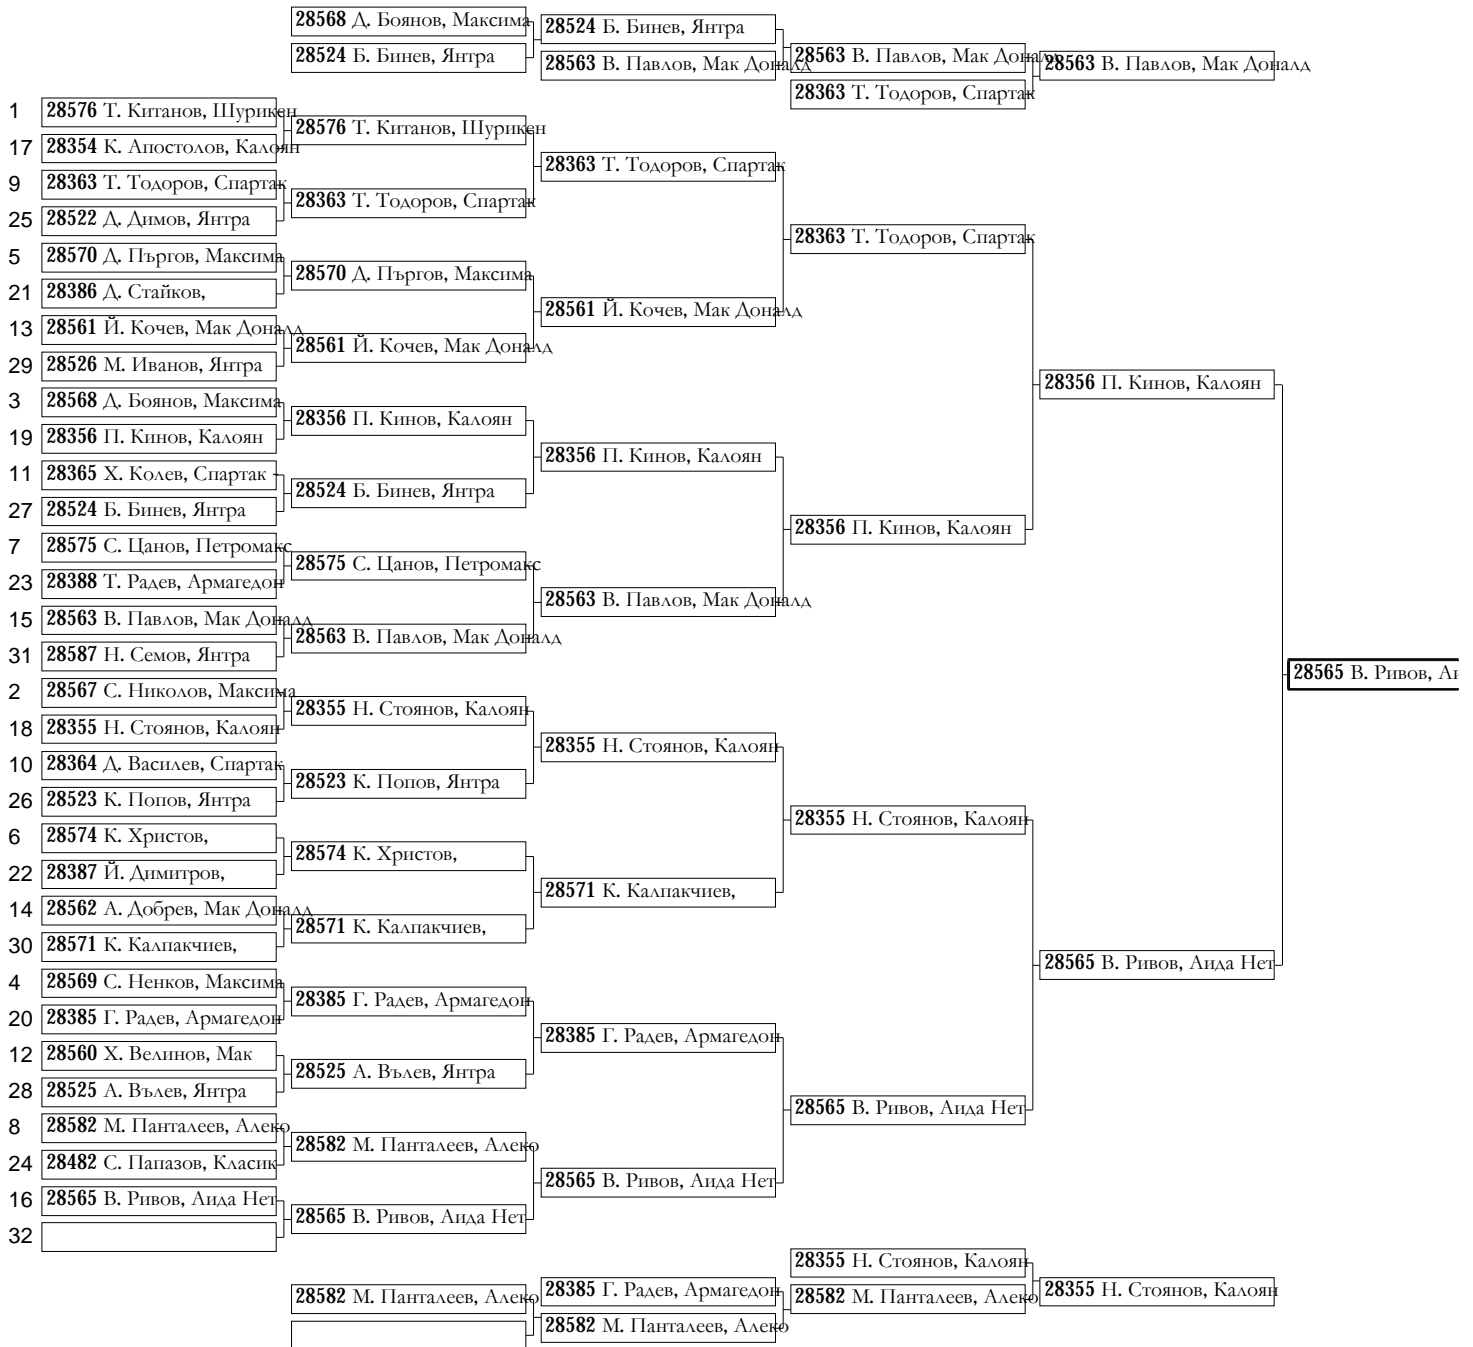 28568 Д. Боянов, Максима
28524 Б. Бинев, Янтра
28524 Б. Бинев, Янтра
28563 В. Павлов, Мак Доналд
28563 В. Павлов, Мак Доналд
28363 Т. Тодоров, Спартак
28563 В. Павлов, Мак Доналд
1 28576 Т. Китанов, Шурикен
17 28354 К. Апостолов, Калоян
9 28363 Т. Тодоров, Спартак
25 28522 Д. Димов, Янтра
5 28570 Д. Пъргов, Максима
21 28386 Д. Стайков,
13 28561 Й. Кочев, Мак Доналд
29 28526 М. Иванов, Янтра
3 28568 Д. Боянов, Максима
19 28356 П. Кинов, Калоян
11 28365 Х. Колев, Спартак
27 28524 Б. Бинев, Янтра
7 28575 С. Цанов, Петромакс
23 28388 Т. Радев, Армагедон
15 28563 В. Павлов, Мак Доналд
31 28587 Н. Семов, Янтра
2 28567 С. Николов, Максима
18 28355 Н. Стоянов, Калоян
10 28364 Д. Василев, Спартак
26 28523 К. Попов, Янтра
6 28574 К. Христов,
22 28387 Й. Димитров,
14 28562 А. Добрев, Мак Доналд
30 28571 К. Калпакчиев,
4 28569 С. Ненков, Максима
20 28385 Г. Радев, Армагедон
12 28560 Х. Велинов, Мак
28 28525 А. Вълев, Янтра
8 28582 М. Панталеев, Алеко
24 28482 С. Папазов, Класик
16 28565 В. Ривов, Аида Нет
32
28576 Т. Китанов, Шурикен
28363 Т. Тодоров, Спартак
28570 Д. Пъргов, Максима
28561 Й. Кочев, Мак Доналд
28356 П. Кинов, Калоян
28524 Б. Бинев, Янтра
28575 С. Цанов, Петромакс
28563 В. Павлов, Мак Доналд
28355 Н. Стоянов, Калоян
28523 К. Попов, Янтра
28574 К. Христов,
28571 К. Калпакчиев,
28385 Г. Радев, Армагедон
28525 А. Вълев, Янтра
28582 М. Панталеев, Алеко
28565 В. Ривов, Аида Нет
28363 Т. Тодоров, Спартак
28561 Й. Кочев, Мак Доналд
28356 П. Кинов, Калоян
28563 В. Павлов, Мак Доналд
28355 Н. Стоянов, Калоян
28571 К. Калпакчиев,
28385 Г. Радев, Армагедон
28565 В. Ривов, Аида Нет
28363 Т. Тодоров, Спартак
28356 П. Кинов, Калоян
28355 Н. Стоянов, Калоян
28565 В. Ривов, Аида Нет
28356 П. Кинов, Калоян
28565 В. Ривов, Аида Нет
28565 В. Ривов,
28582 М. Панталеев, Алеко
28385 Г. Радев, Армагедон
28582 М. Панталеев, Алеко
28355 Н. Стоянов, Калоян
28582 М. Панталеев, Алеко
28355 Н. Стоянов, Калоян